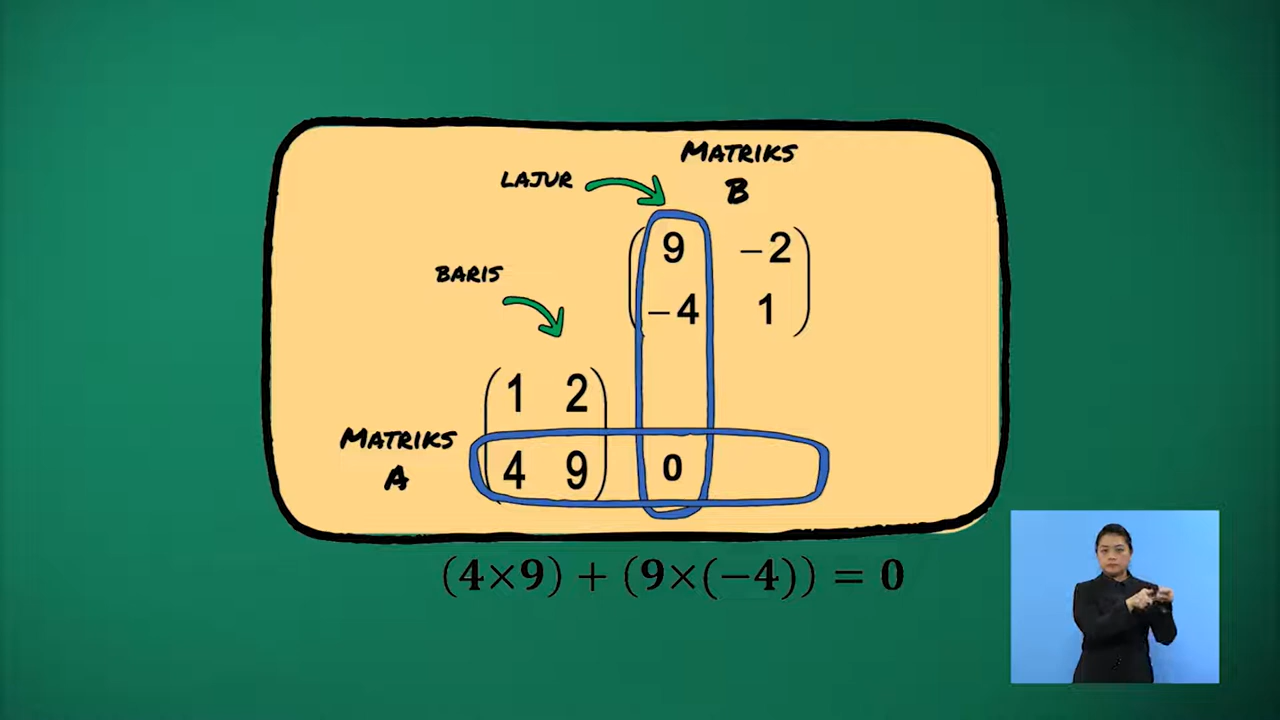 MATRIKS
B
LAJUR
9 −2
−4 1
BARIS
1 2
MATRIKS
A
4 9 0
(4×9) + (9×(−4)) = 0